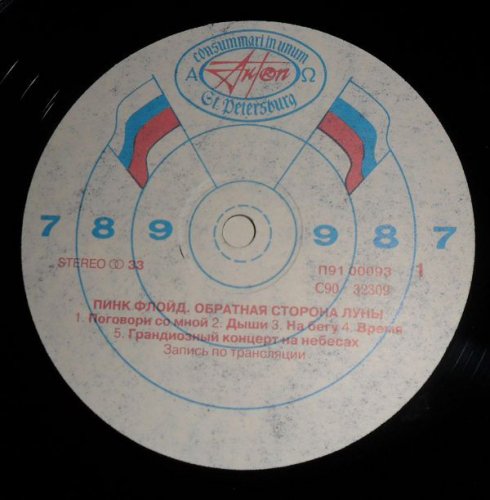 consummari in unum
Α АнтоП Ω
St. Petersburg
7 8 9 9 8 7
STEREO 33 П91 00093 1
С90 32309
ПИНК ФЛОЙД. ОБРАТНАЯ СТОРОНА ЛУНЫ
1. Поговори со мной 2. Дыши 3. На бегу 4. Время
5. Грандиозный концерт на небесах
Запись по трансляции